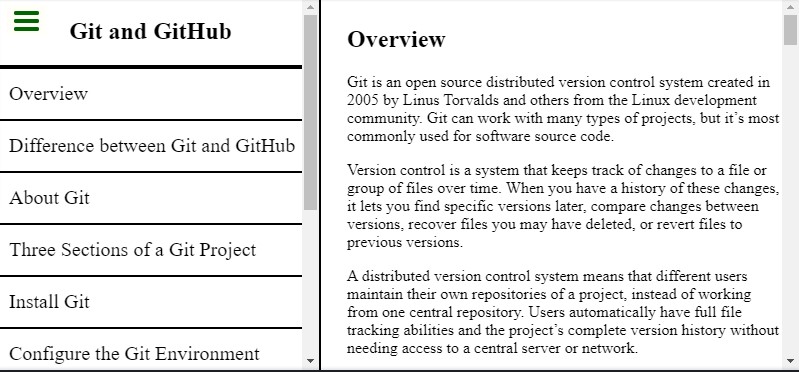 Git and GitHub
Overview
Difference between Git and GitHub
About Git
Three Sections of a Git Project
Install Git
Configure the Git Environment
Overview
Git is an open source distributed version control system created in
2005 by Linus Torvalds and others from the Linux development
community. Git can work with many types of projects, but it’s most
commonly used for software source code.
Version control is a system that keeps track of changes to a file or
group of files over time. When you have a history of these changes,
it lets you find specific versions later, compare changes between
versions, recover files you may have deleted, or revert files to
previous versions.
A distributed version control system means that different users
maintain their own repositories of a project, instead of working
from one central repository. Users automatically have full file
tracking abilities and the project’s complete version history without
needing access to a central server or network.